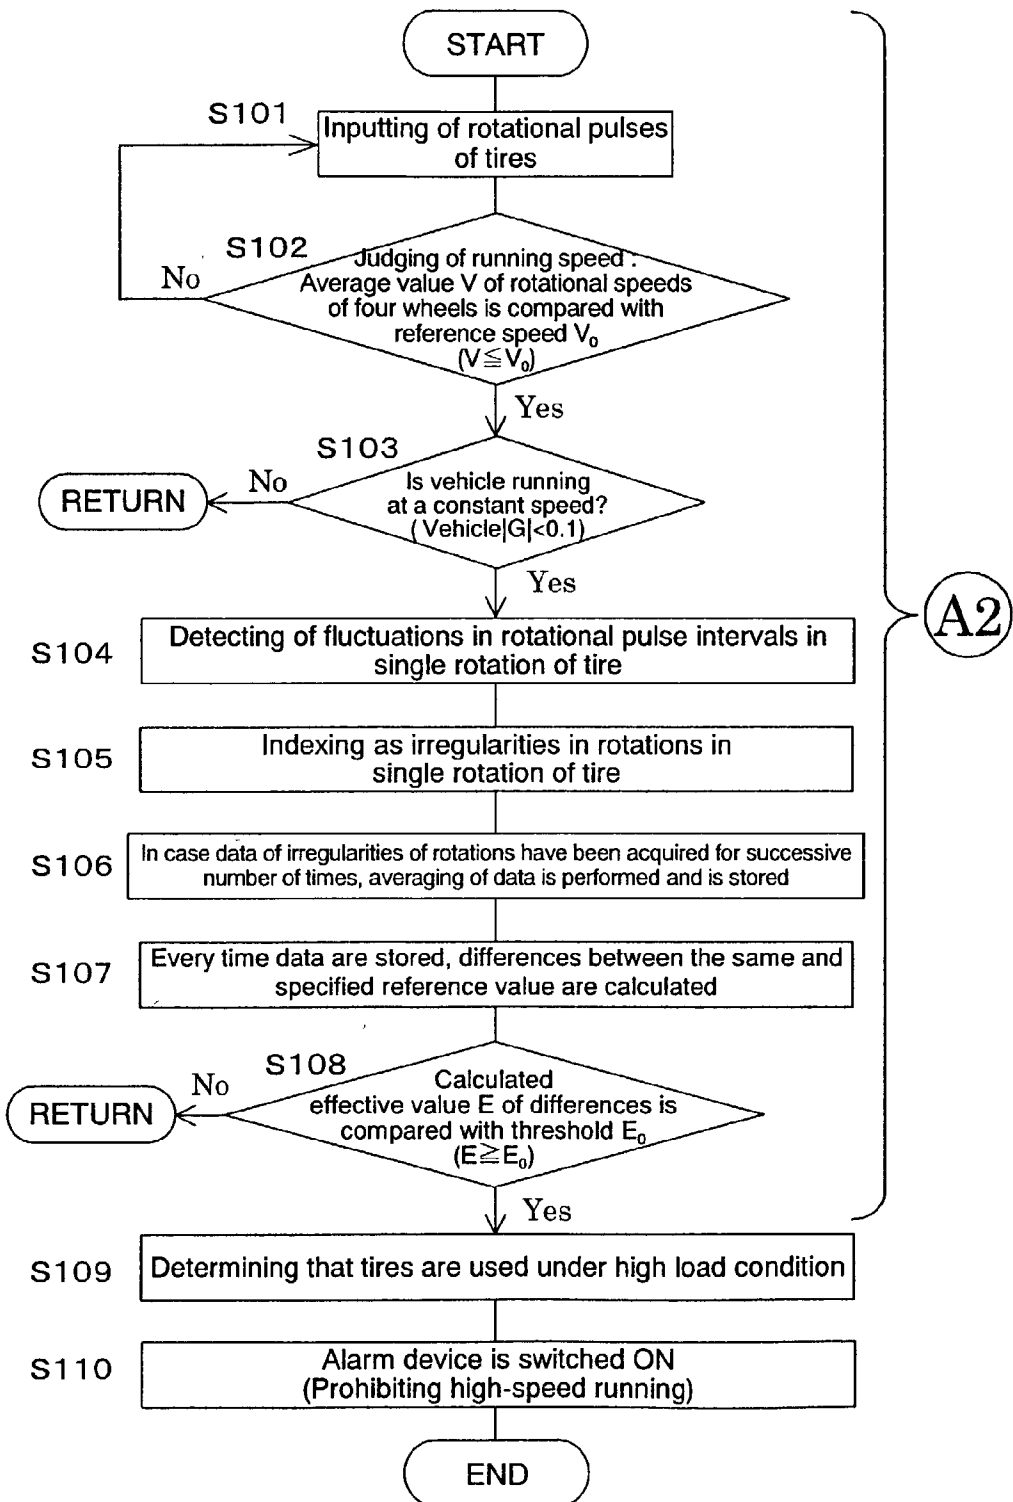 START
S101
Inputting of rotational pulses
of tires
S102
Judging of running speed :
Average value V of rotational speeds
of four wheels is compared with
reference speed V₀
(V≦V₀)
No
Yes
S103
Is vehicle running
at a constant speed?
( Vehicle|G|<0.1)
No
RETURN
Yes
A2
S104
Detecting of fluctuations in rotational pulse intervals in
single rotation of tire
S105
Indexing as irregularities in rotations in
single rotation of tire
S106
In case data of irregularities of rotations have been acquired for successive
number of times, averaging of data is performed and is stored
S107
Every time data are stored, differences between the same and
specified reference value are calculated
S108
Calculated
effective value E of differences is
compared with threshold E₀
(E≧E₀)
No
RETURN
Yes
S109
Determining that tires are used under high load condition
S110
Alarm device is switched ON
(Prohibiting high-speed running)
END